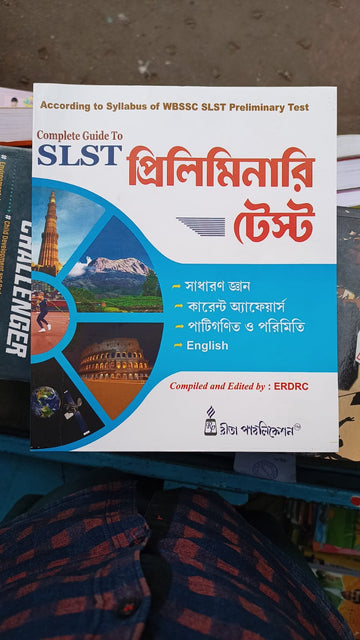 According to Syllabus of WBSSC SLST Preliminary Test
Complete Guide To
SLST
প্রিলিমিনারি
টেস্ট
সাধারণ জ্ঞান
কারেন্ট অ্যাফেয়ার্স
পাটিগণিত ও পরিমিতি
English
Compiled and Edited by : ERDRC
রীতা পাবলিকেশন
CHALLENGER